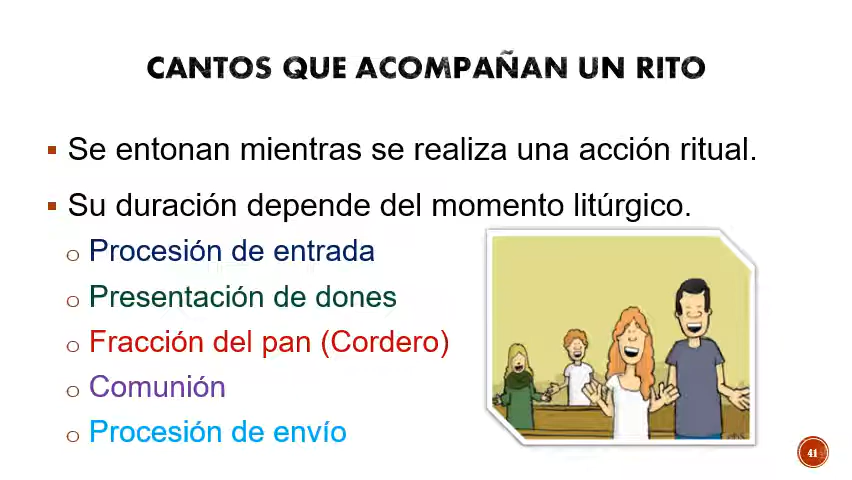 CANTOS QUE ACOMPAÑAN UN RITO
Se entonan mientras se realiza una acción ritual.
Su duración depende del momento litúrgico.
Procesión de entrada
Presentación de dones
Fracción del pan (Cordero)
Comunión
Procesión de envío
41